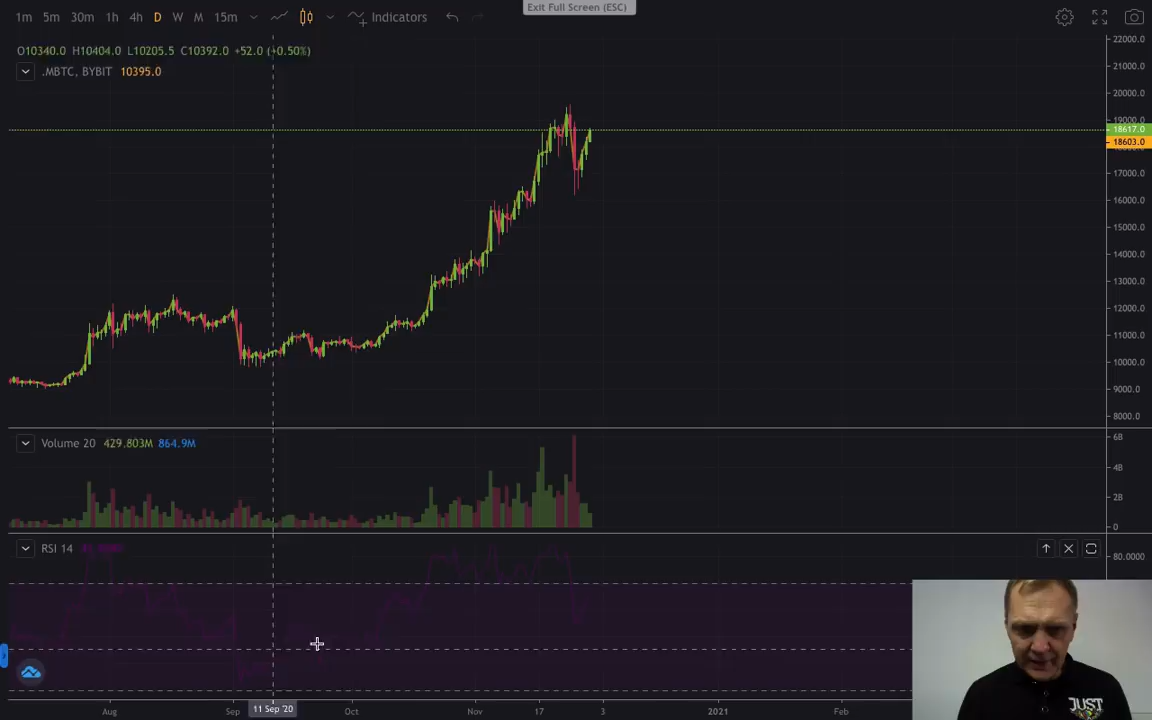 Exit Full Screen (ESC)
1m 5m 30m 1h 4h D W M 15m Indicators
O10340.0 H10404.0 L10205.5 C10392.0 +52.0 (+0.50%)
.MBTC, BYBIT 10395.0
22000.0
21000.0
20000.0
19000.0
18617.0
18603.0
17000.0
16000.0
15000.0
14000.0
13000.0
12000.0
11000.0
10000.0
9000.0
8000.0
Volume 20 429.803M 864.9M
6B
4B
2B
0
RSI 14
80.0000
JUST
Aug Sep 11 Sep '20 Oct Nov 17 3 2021 Feb